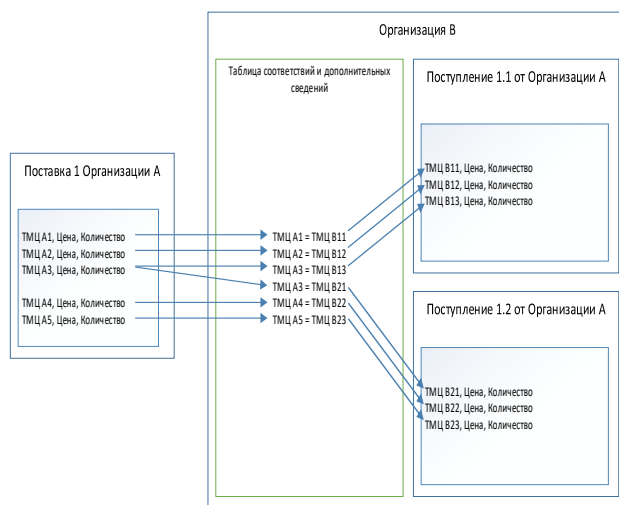 Организация В
Таблица соответствий и дополнительных
сведений
Поступление 1.1 от Организации А
ТМЦ В11, Цена, Количество
ТМЦ В12, Цена, Количество
ТМЦ В13, Цена, Количество
Поставка 1 Организации А
ТМЦ А1, Цена, Количество
ТМЦ А2, Цена, Количество
ТМЦ А3, Цена, Количество
ТМЦ А4, Цена, Количество
ТМЦ А5, Цена, Количество
ТМЦ А1 = ТМЦ В11
ТМЦ А2 = ТМЦ В12
ТМЦ А3 = ТМЦ В13
ТМЦ А3 = ТМЦ В21
ТМЦ А4 = ТМЦ В22
ТМЦ А5 = ТМЦ В23
Поступление 1.2 от Организации А
ТМЦ В21, Цена, Количество
ТМЦ В22, Цена, Количество
ТМЦ В23, Цена, Количество